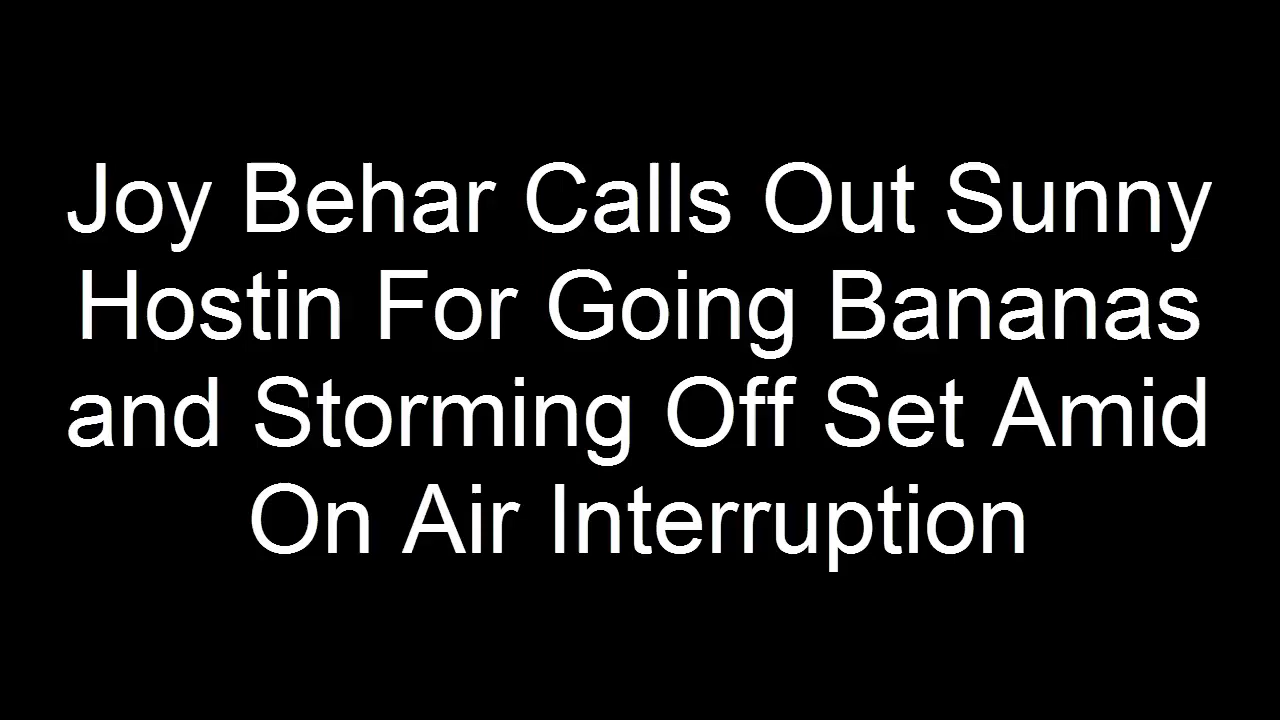 Joy Behar Calls Out Sunny
Hostin For Going Bananas
and Storming Off Set Amid
On Air Interruption